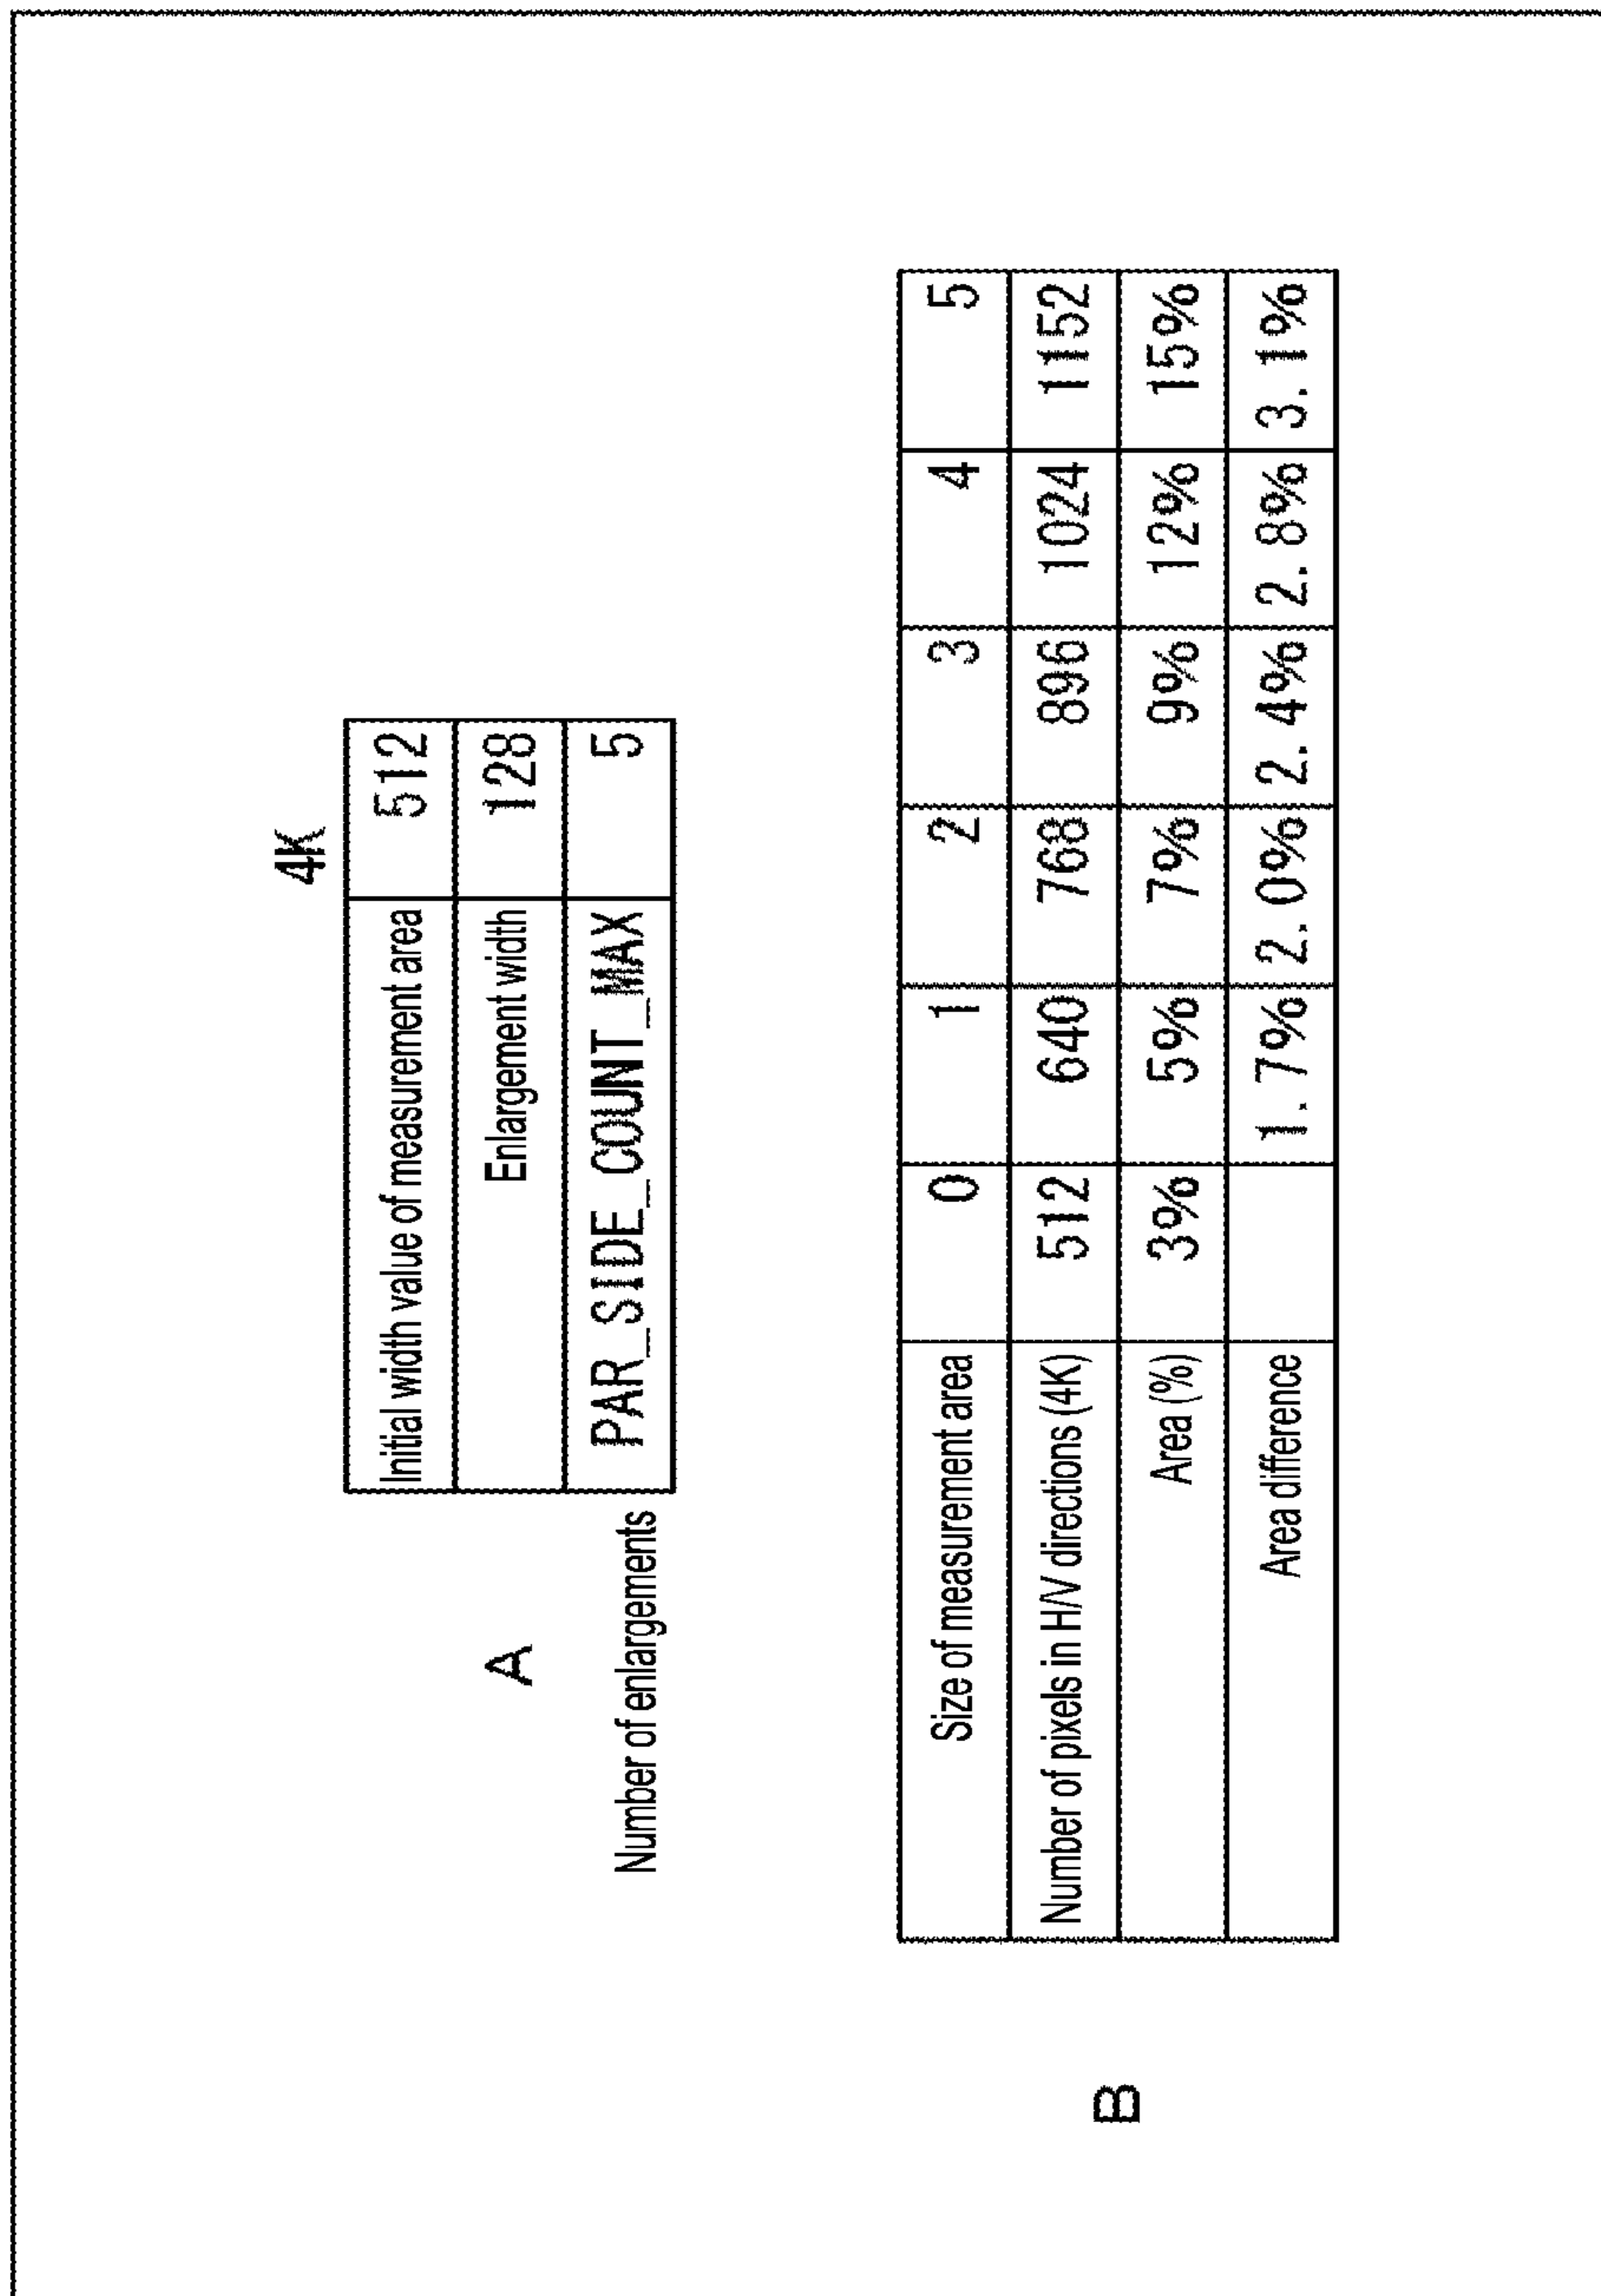 4K
Initial width value of measurement area 512
A Enlargement width 128
Number of enlargements PAR_SIDE_COUNT_MAX 5
B
Size of measurement area 0 1 2 3 4 5
Number of pixels in H/V directions (4K) 512 640 768 896 1024 1152
Area (%) 3% 5% 7% 9% 12% 15%
Area difference 1.7% 2.0% 2.4% 2.8% 3.1%